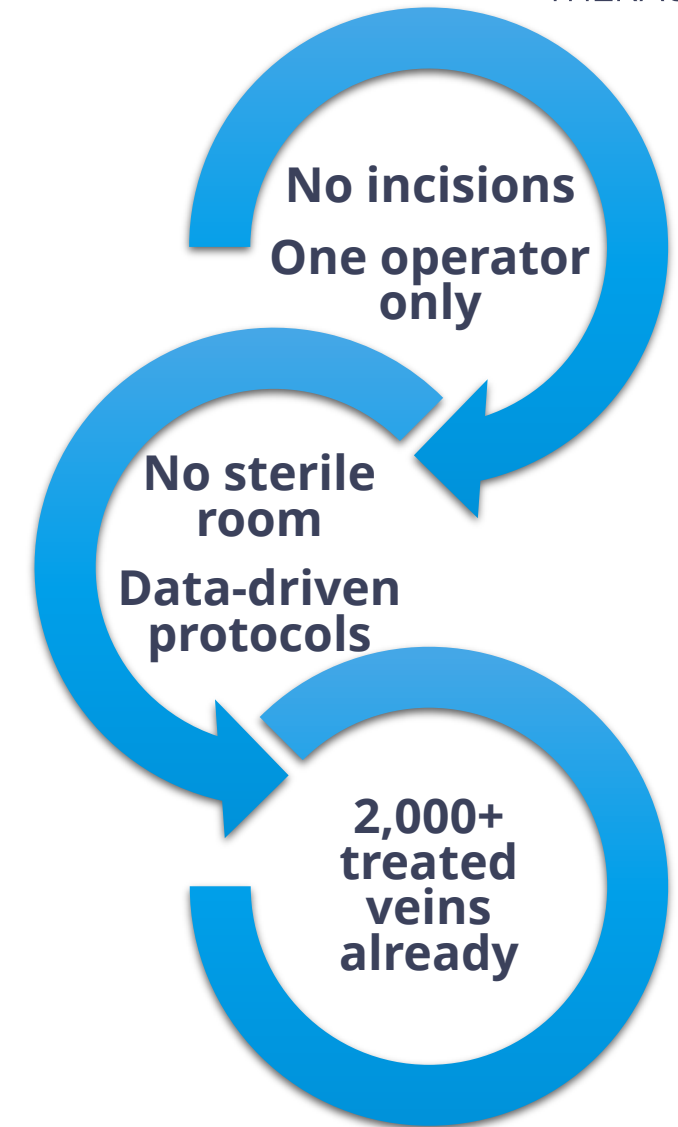 No incisions
One operator
only
No sterile
room
Data-driven
protocols
2,000+
treated
veins
already